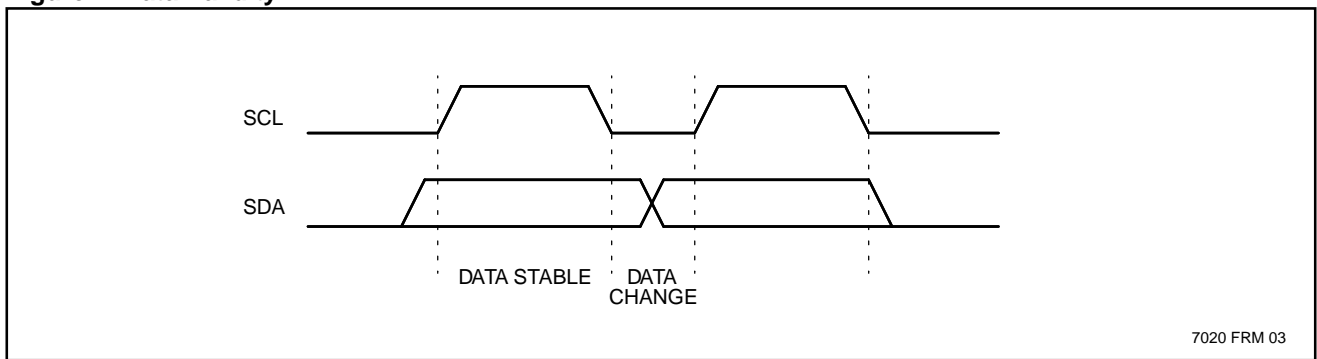 SCL
SDA
DATA STABLE
DATA
CHANGE
7020 FRM 03